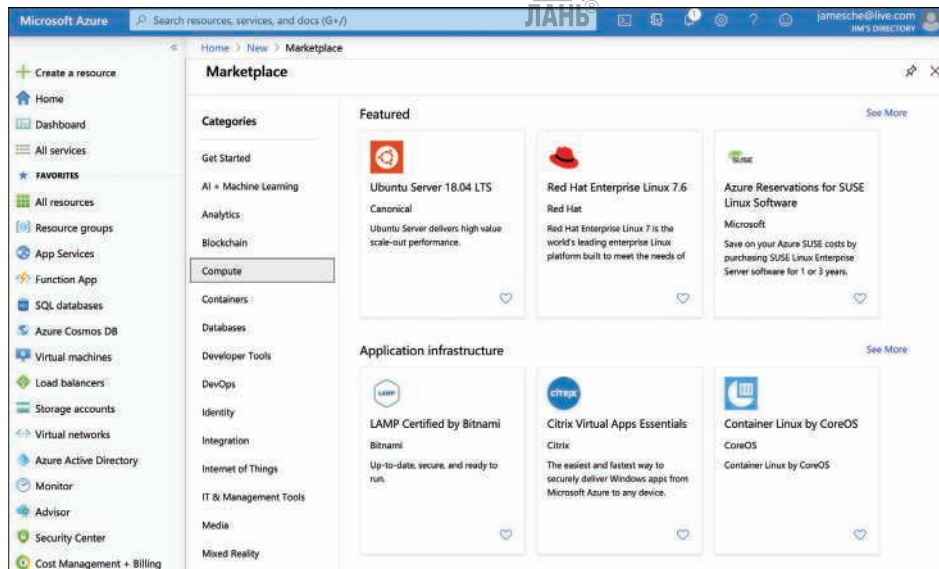 ЛАНЬ®
Microsoft Azure
Search resources, services, and docs (G+/)
1
jamesche@live.com
JIM'S DIRECTORY
«
Home > New > Marketplace
Create a resource
Home
Dashboard
All services
FAVORITES
All resources
Resource groups
App Services
Function App
SQL databases
Azure Cosmos DB
Virtual machines
Load balancers
Storage accounts
Virtual networks
Azure Active Directory
Monitor
Advisor
Security Center
Cost Management + Billing
Marketplace
Categories
Get Started
AI + Machine Learning
Analytics
Blockchain
Compute
Containers
Databases
Developer Tools
DevOps
Identity
Integration
Internet of Things
IT & Management Tools
Media
Mixed Reality
Featured
See More
Ubuntu Server 18.04 LTS
Canonical
Ubuntu Server delivers high value
scale-out performance.
Red Hat Enterprise Linux 7.6
Red Hat
Red Hat Enterprise Linux 7 is the
world's leading enterprise Linux
platform built to meet the needs of
SUSE
Azure Reservations for SUSE
Linux Software
Microsoft
Save on your Azure SUSE costs by
purchasing SUSE Linux Enterprise
Server software for 1 or 3 years.
Application infrastructure
See More
LAMP
LAMP Certified by Bitnami
Bitnami
Up-to-date, secure, and ready to
run.
citrix
Citrix Virtual Apps Essentials
Citrix
The easiest and fastest way to
securely deliver Windows apps from
Microsoft Azure to any device.
Container Linux by CoreOS
CoreOS
Container Linux by CoreOS